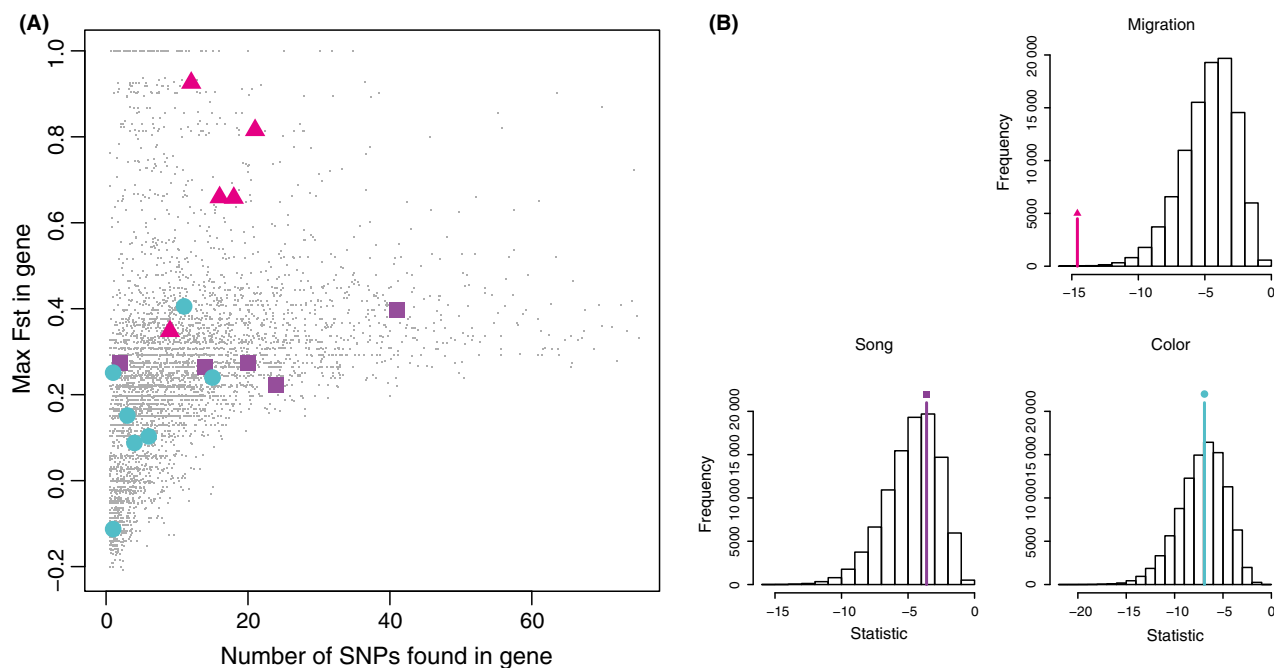 (A)
Max Fst in gene
1.0
0.8
0.6
0.4
0.2
0.0
−0.2
0 20 40 60
Number of SNPs found in gene
(B)
Migration
Frequency
20 000
15 000
10 000
5000
0
−15 −10 −5 0
Song
Frequency
20 000
15 000
10 000
5000
0
−15 −10 −5 0
Statistic
Color
20 000
15 000
10 000
5000
0
−20 −15 −10 −5 0
Statistic